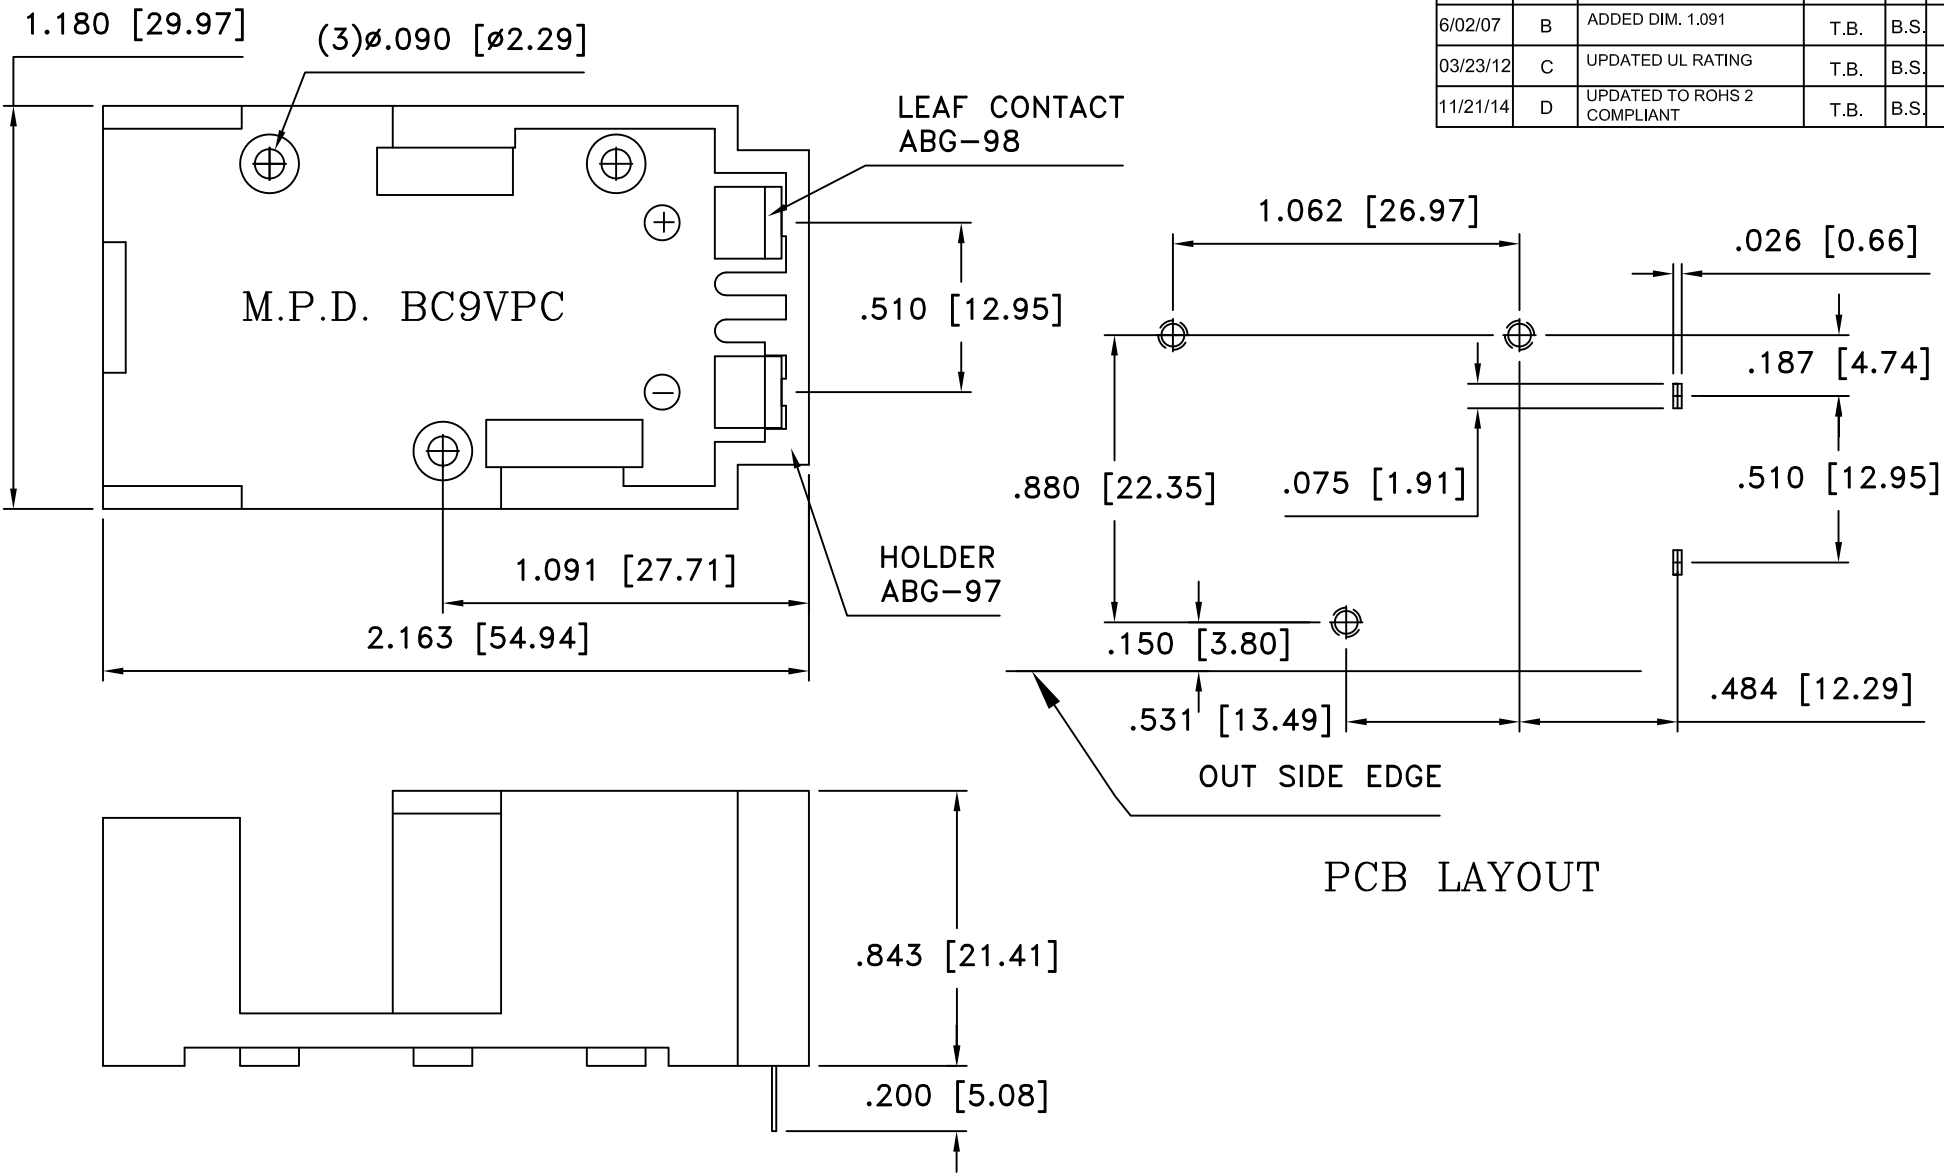 1.180 [29.97]
(3)ø.090 [ø2.29]
LEAF CONTACT
ABG-98
M.P.D. BC9VPC
+
-
.510 [12.95]
HOLDER
ABG-97
1.091 [27.71]
2.163 [54.94]
6/02/07 B ADDED DIM. 1.091 T.B. B.S.
03/23/12 C UPDATED UL RATING T.B. B.S.
11/21/14 D UPDATED TO ROHS 2
COMPLIANT T.B. B.S.
1.062 [26.97]
.026 [0.66]
.187 [4.74]
.880 [22.35]
.075 [1.91]
.510 [12.95]
.150 [3.80]
.484 [12.29]
.531 [13.49]
OUT SIDE EDGE
PCB LAYOUT
.843 [21.41]
.200 [5.08]